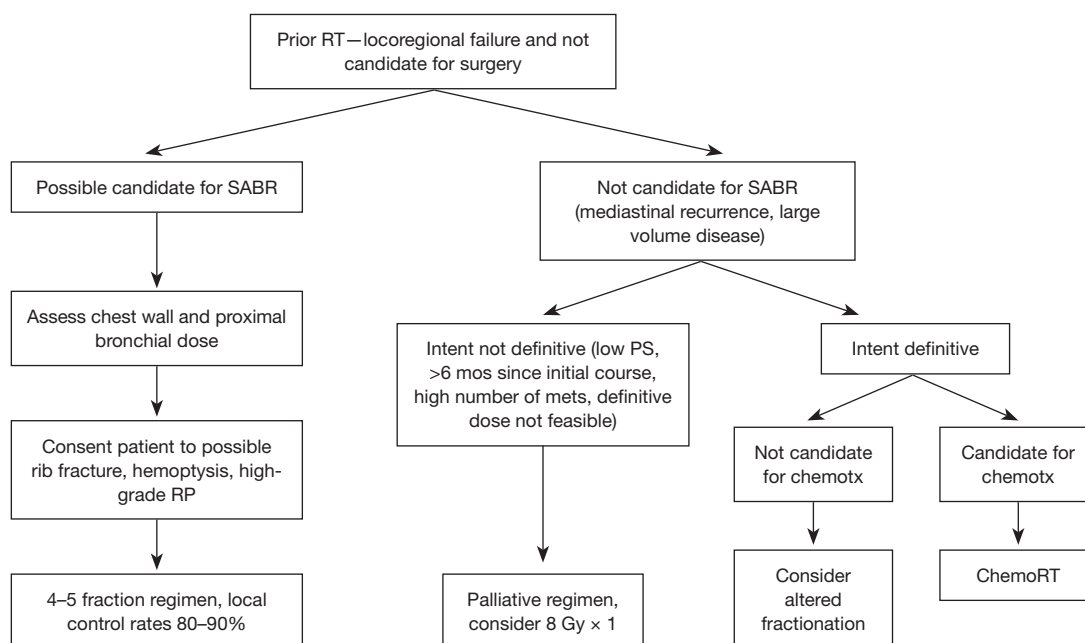 Prior RT—locoregional failure and not
candidate for surgery
Possible candidate for SABR
Not candidate for SABR
(mediastinal recurrence, large
volume disease)
Assess chest wall and proximal
bronchial dose
Intent not definitive (low PS,
>6 mos since initial course,
high number of mets, definitive
dose not feasible)
Intent definitive
Consent patient to possible
rib fracture, hemoptysis, high-
grade RP
Not candidate
for chemotx
Candidate for
chemotx
4–5 fraction regimen, local
control rates 80–90%
Palliative regimen,
consider 8 Gy × 1
Consider
altered
fractionation
ChemoRT